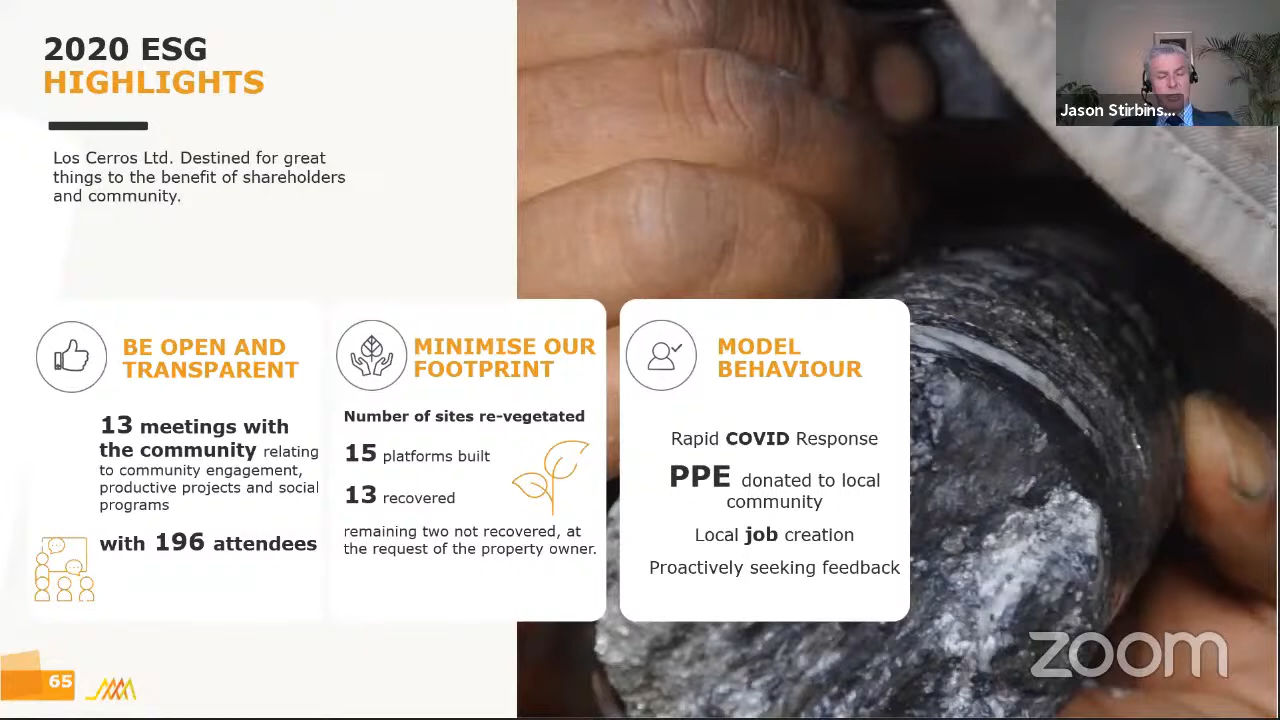 2020 ESG
HIGHLIGHTS
Los Cerros Ltd. Destined for great
things to the benefit of shareholders
and community.
Jason Stirbins...
BE OPEN AND
TRANSPARENT
13 meetings with
the community relating
to community engagement,
productive projects and social
programs
with 196 attendees
MINIMISE OUR
FOOTPRINT
Number of sites re-vegetated
15 platforms built
13 recovered
remaining two not recovered, at
the request of the property owner.
MODEL
BEHAVIOUR
Rapid COVID Response
PPE donated to local
community
Local job creation
Proactively seeking feedback
65
zoom